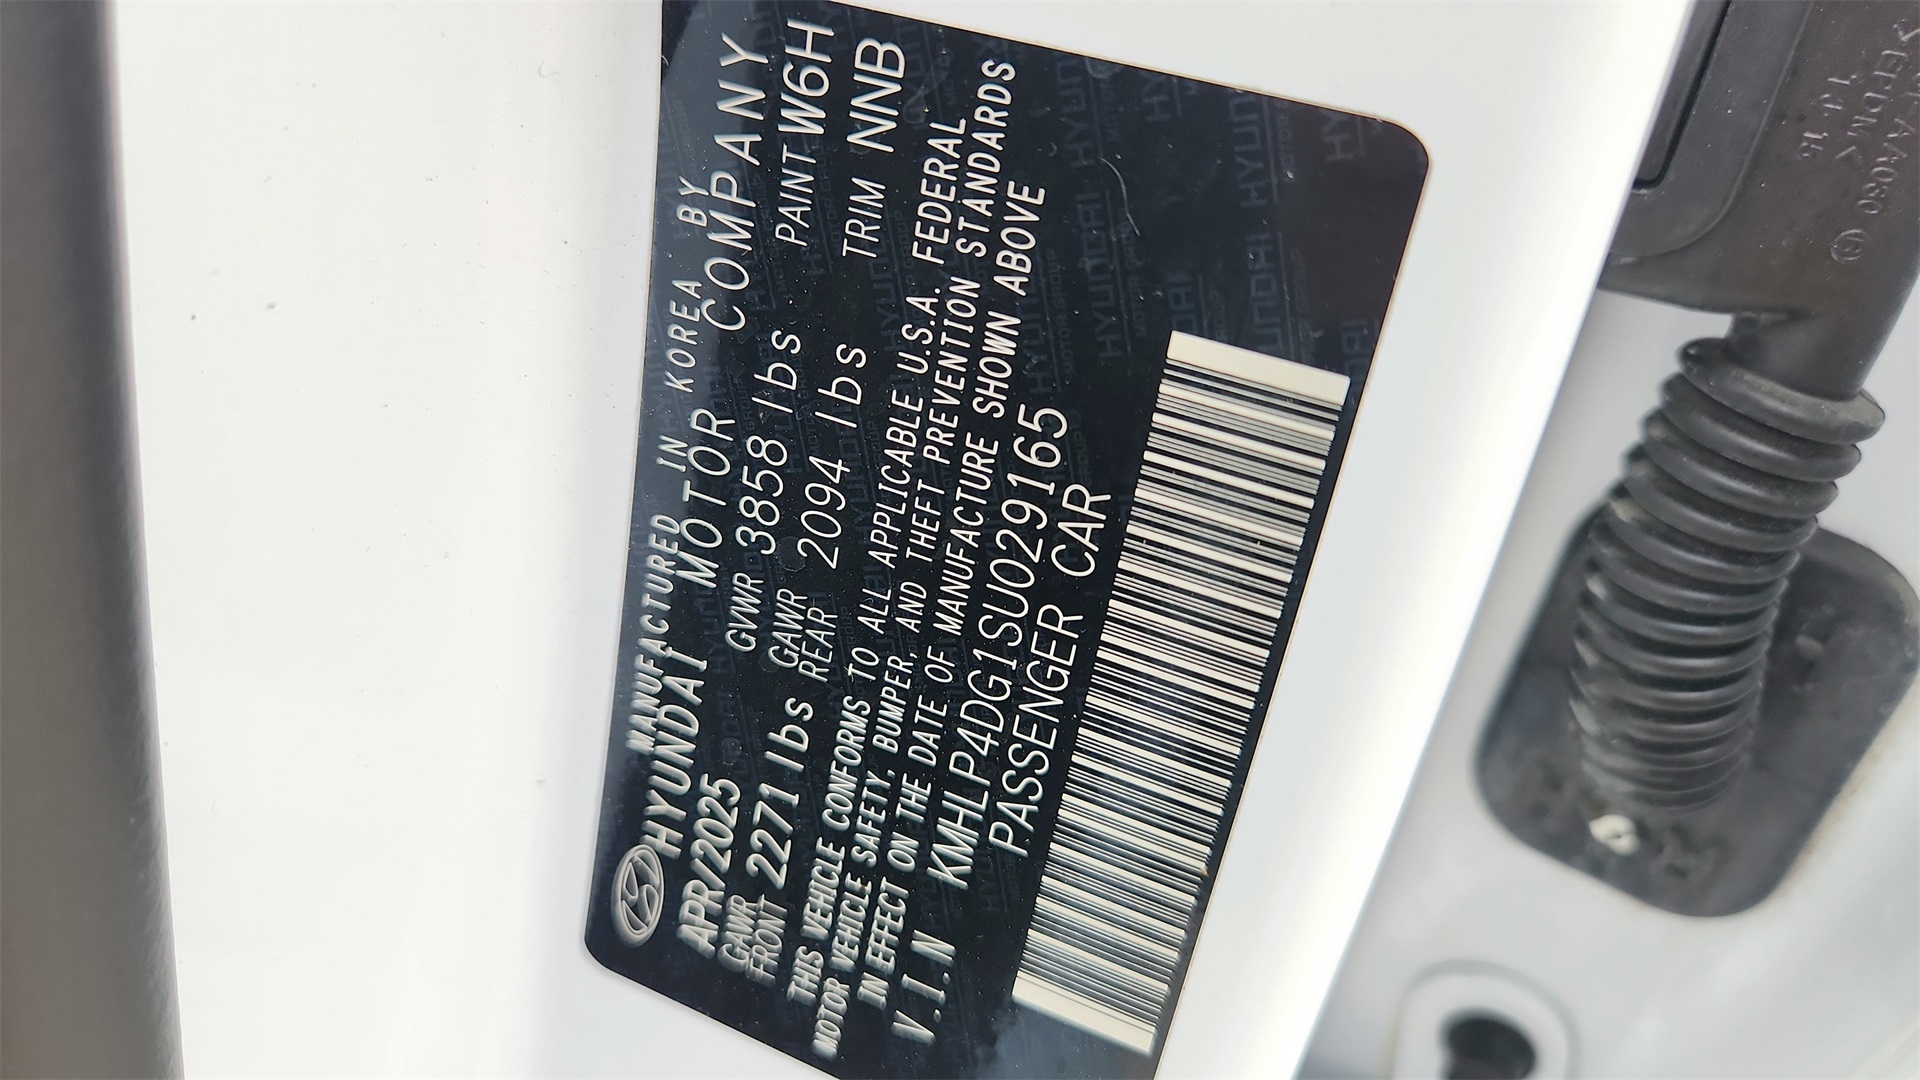 MANUFACTURED IN KOREA BY
HYUNDAI MOTOR COMPANY
APR/2025 GVWR 3858 lbs PAINT W6H
GAWR FRONT 2271 lbs GAWR REAR 2094 lbs TRIM NNB
THIS VEHICLE CONFORMS TO ALL APPLICABLE U.S.A. FEDERAL
MOTOR VEHICLE SAFETY, BUMPER, AND THEFT PREVENTION STANDARDS
IN EFFECT ON THE DATE OF MANUFACTURE SHOWN ABOVE
V.I.N KMHLP4DG1SU029165
PASSENGER CAR
>EPDM<